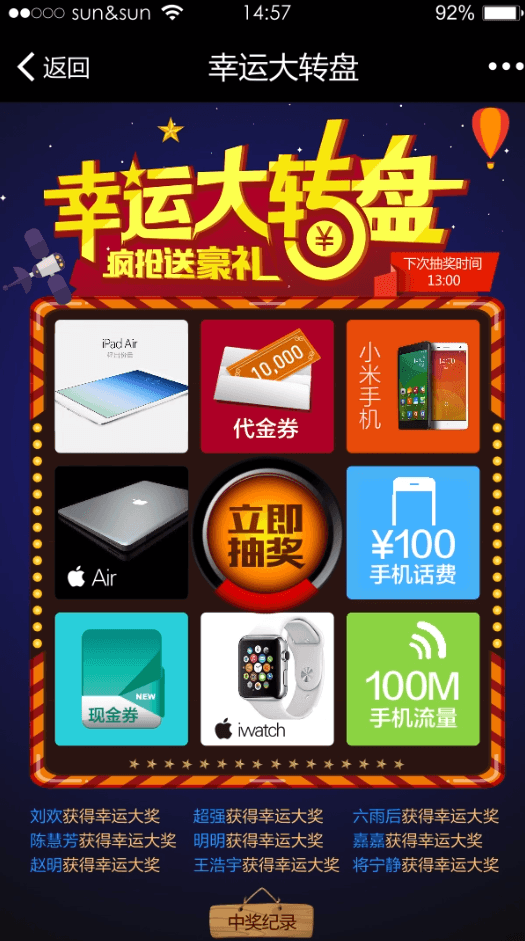 sun&sun 14:57 92%
返回 幸运大转盘
幸运大转盘
¥
疯抢送豪礼
下次抽奖时间
13:00
iPad Air
10,000
代金券
小米手机
Air
立即
抽奖
¥100
手机话费
NEW
现金券
iwatch
100M
手机流量
刘欢获得幸运大奖 超强获得幸运大奖 六雨后获得幸运大奖
陈慧芳获得幸运大奖 明明获得幸运大奖 嘉嘉获得幸运大奖
赵明获得幸运大奖 王浩宇获得幸运大奖 将宁静获得幸运大奖
中奖纪录